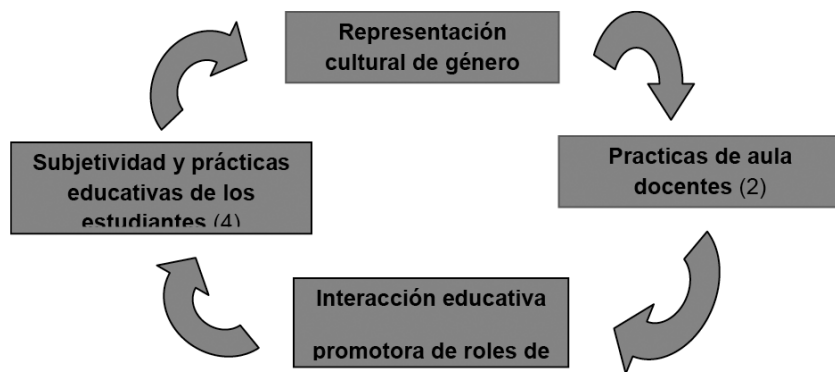 Representación
cultural de género
Practicas de aula
docentes (2)
Interacción educativa
promotora de roles de
Subjetividad y prácticas
educativas de los
estudiantes (4)